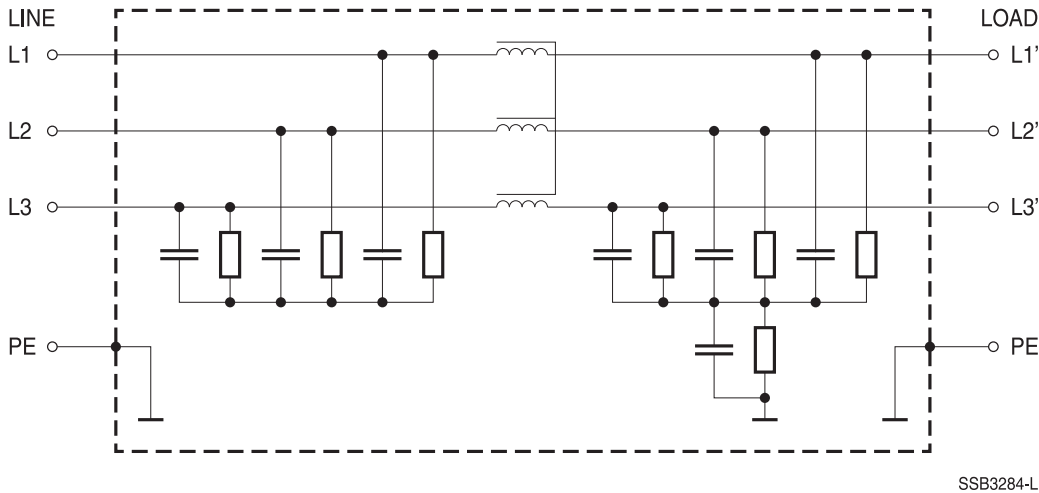 LINE LOAD
L1 L1'
L2 L2'
L3 L3'
PE PE
SSB3284-L